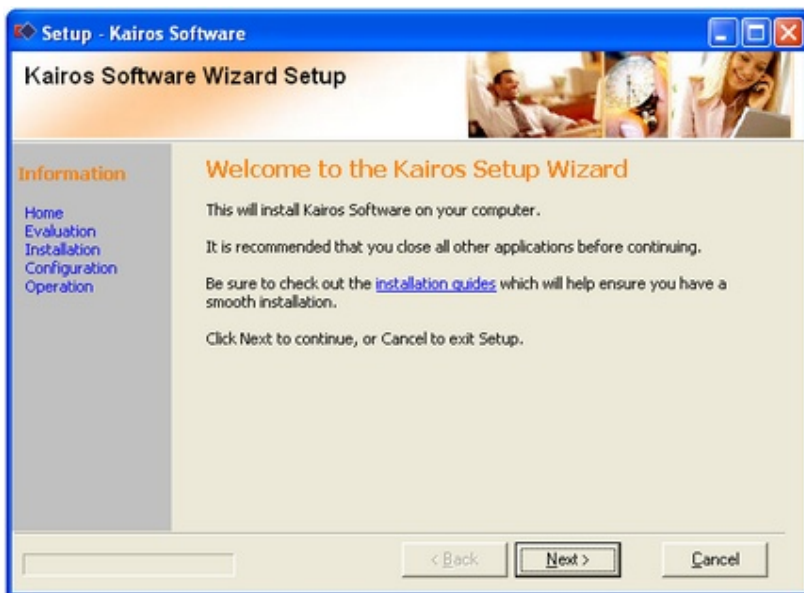 Setup - Kairos Software
Kairos Software Wizard Setup
Information
Home
Evaluation
Installation
Configuration
Operation
Welcome to the Kairos Setup Wizard
This will install Kairos Software on your computer.
It is recommended that you close all other applications before continuing.
Be sure to check out the installation guides which will help ensure you have a
smooth installation.
Click Next to continue, or Cancel to exit Setup.
< Back
Next >
Cancel